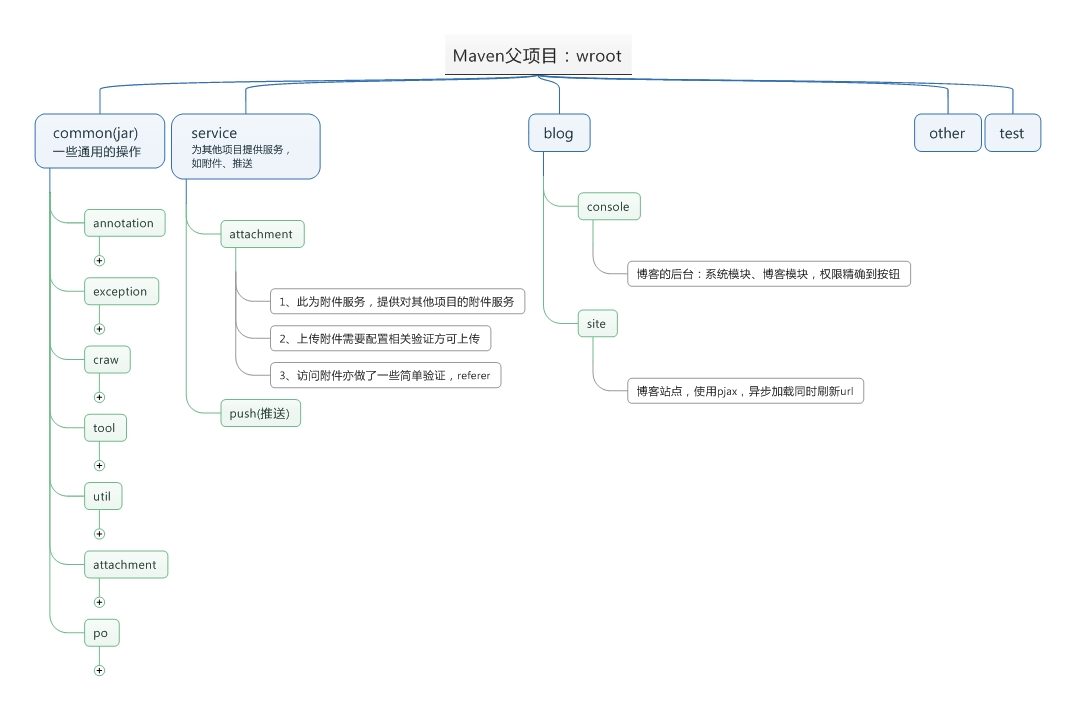 Maven父项目：wroot
common(jar)
一些通用的操作
service
为其他项目提供服务，
如附件、推送
blog
other
test
annotation
exception
craw
tool
util
attachment
po
attachment
1、此为附件服务，提供对其他项目的附件服务
2、上传附件需要配置相关验证方可上传
3、访问附件亦做了一些简单验证，referer
push(推送)
console
博客的后台：系统模块、博客模块，权限精确到按钮
site
博客站点，使用pjax，异步加载同时刷新url